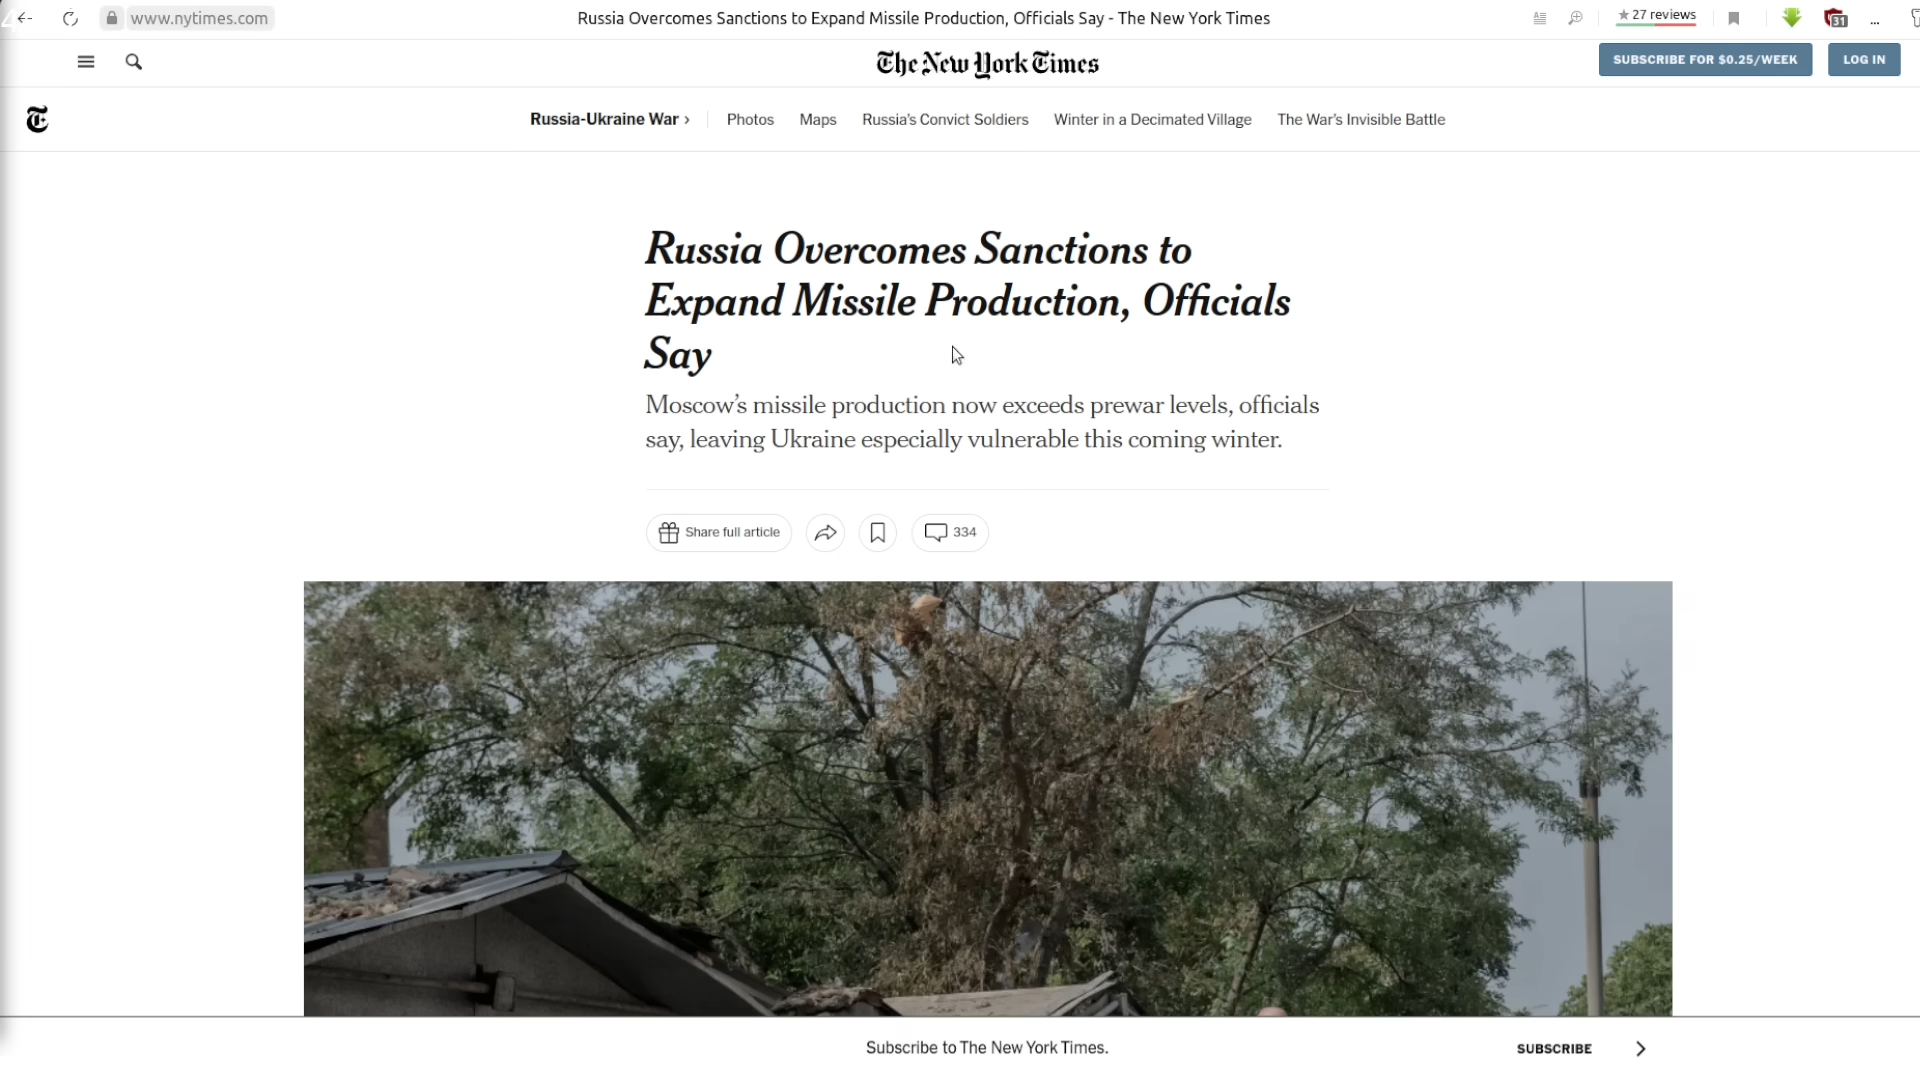 www.nytimes.com
Russia Overcomes Sanctions to Expand Missile Production, Officials Say - The New York Times
27 reviews
31
The New York Times
SUBSCRIBE FOR $0.25/WEEK
LOG IN
Russia-Ukraine War ›
Photos
Maps
Russia’s Convict Soldiers
Winter in a Decimated Village
The War’s Invisible Battle
Russia Overcomes Sanctions to
Expand Missile Production, Officials
Say
Moscow’s missile production now exceeds prewar levels, officials
say, leaving Ukraine especially vulnerable this coming winter.
Share full article
334
Subscribe to The New York Times.
SUBSCRIBE